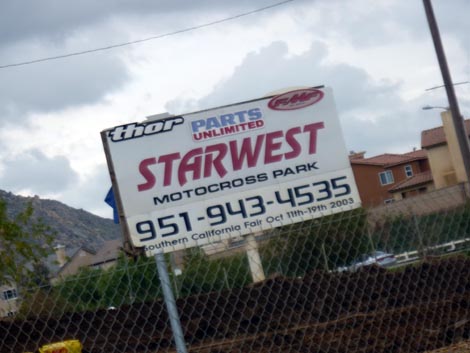 thor
PARTS
UNLIMITED
FMF
STARWEST
MOTOCROSS PARK
951-943-4535
Southern California Fair Oct 11th-19th 2003